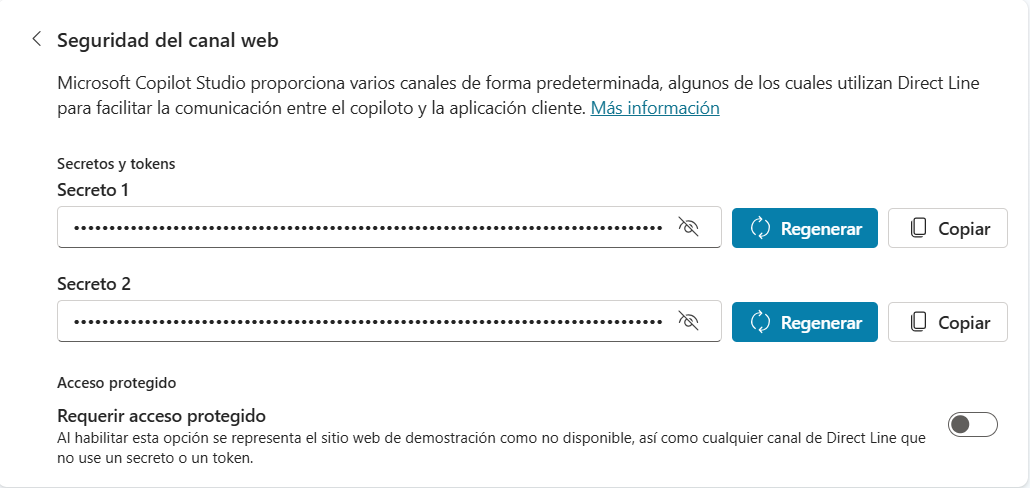 Seguridad del canal web
Microsoft Copilot Studio proporciona varios canales de forma predeterminada, algunos de los cuales utilizan Direct Line
para facilitar la comunicación entre el copiloto y la aplicación cliente. Más información
Secretos y tokens
Secreto 1
Regenerar
Copiar
Secreto 2
Regenerar
Copiar
Acceso protegido
Requerir acceso protegido
Al habilitar esta opción se representa el sitio web de demostración como no disponible, así como cualquier canal de Direct Line que
no use un secreto o un token.